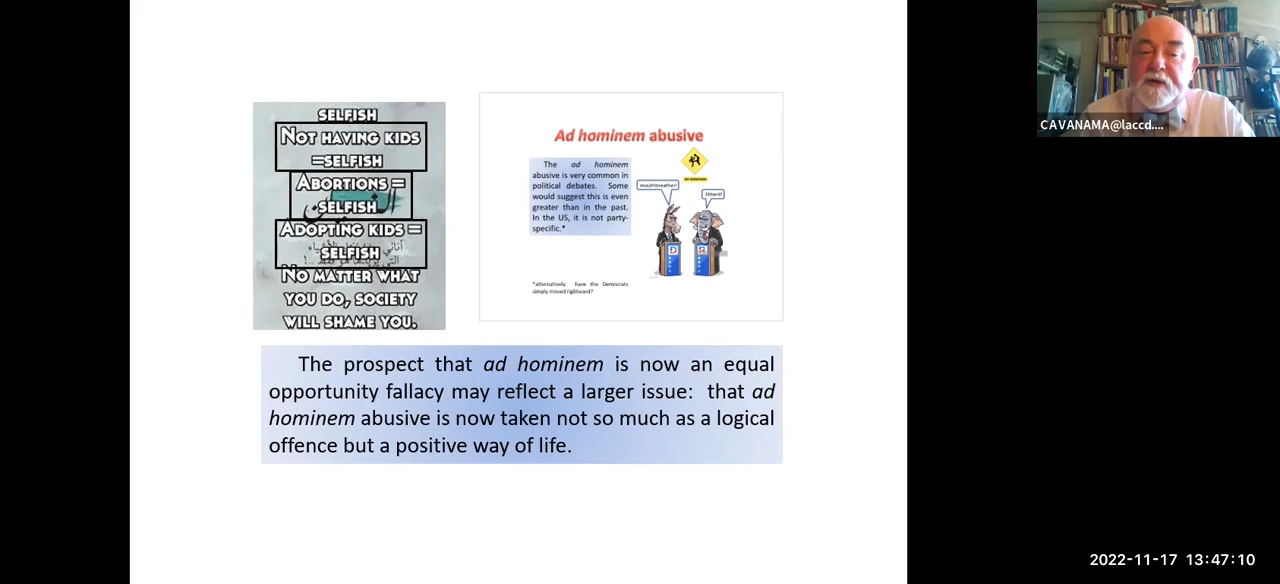 SELFISH
NOT HAVING KIDS
=SELFISH
ABORTIONS =
SELFISH
ADOPTING KIDS =
SELFISH
NO MATTER WHAT
YOU DO, SOCIETY
WILL SHAME YOU.
Ad hominem abusive
The ad hominem
abusive is very common in
political debates. Some
would suggest this is even
greater than in the past.
In the US, it is not party-
specific.*
AD HOMINEM
mouthbreather!
libtard!
D
R
*alternatively: have the Democrats
simply moved rightward?
The prospect that ad hominem is now an equal
opportunity fallacy may reflect a larger issue: that ad
hominem abusive is now taken not so much as a logical
offence but a positive way of life.
CAVANAMA@laccd....
2022-11-17 13:47:10